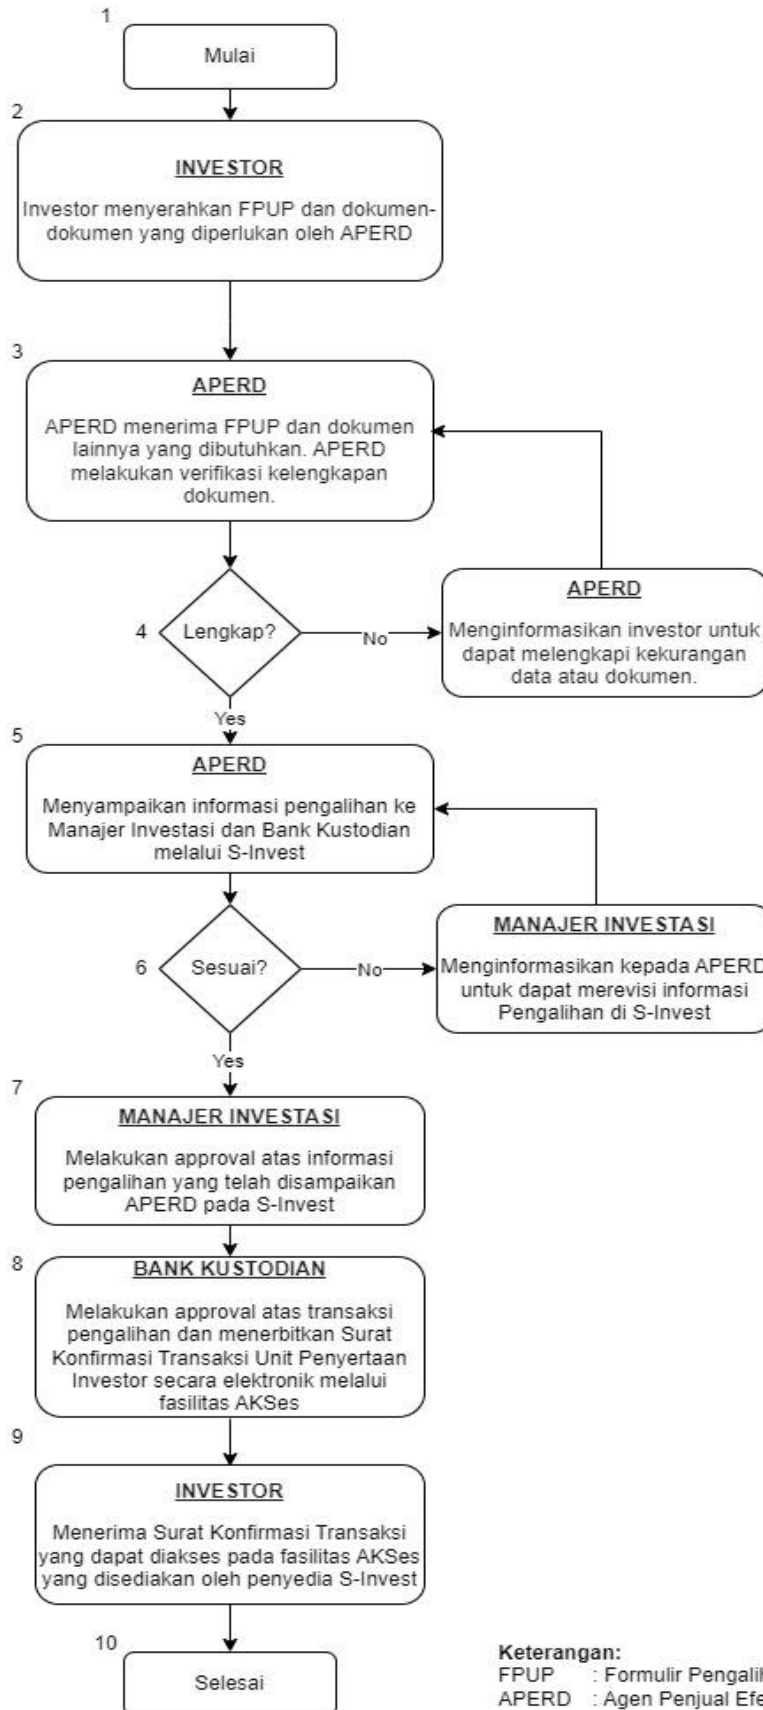 1
Mulai
2
INVESTOR
Investor menyerahkan FPUP dan dokumen-
dokumen yang diperlukan oleh APERD
3
APERD
APERD menerima FPUP dan dokumen
lainnya yang dibutuhkan. APERD
melakukan verifikasi kelengkapan
dokumen.
4
Lengkap?
No
APERD
Menginformasikan investor untuk
dapat melengkapi kekurangan
data atau dokumen.
Yes
5
APERD
Menyampaikan informasi pengalihan ke
Manajer Investasi dan Bank Kustodian
melalui S-Invest
6
Sesuai?
No
MANAJER INVESTASI
Menginformasikan kepada APERD
untuk dapat merevisi informasi
Pengalihan di S-Invest
Yes
7
MANAJER INVESTASI
Melakukan approval atas informasi
pengalihan yang telah disampaikan
APERD pada S-Invest
8
BANK KUSTODIAN
Melakukan approval atas transaksi
pengalihan dan menerbitkan Surat
Konfirmasi Transaksi Unit Penyertaan
Investor secara elektronik melalui
fasilitas AKSes
9
INVESTOR
Menerima Surat Konfirmasi Transaksi
yang dapat diakses pada fasilitas AKSes
yang disediakan oleh penyedia S-Invest
10
Selesai
Keterangan:
FPUP : Formulir
APERD : Agen Penjual